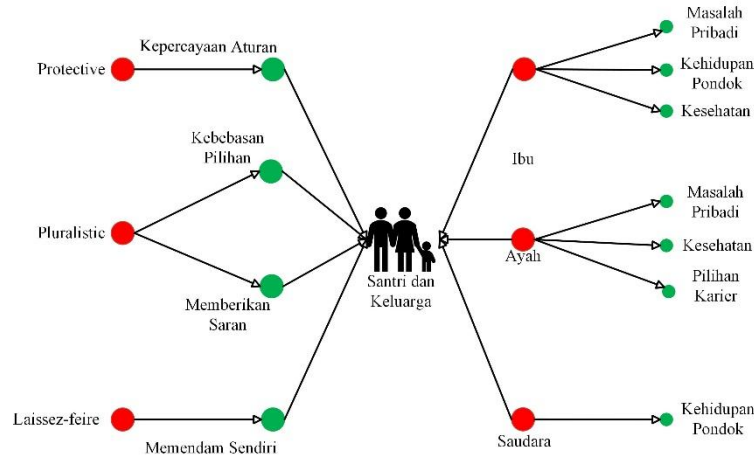 Protective
Kepercayaan Aturan
Kebebasan
Pilihan
Pluralistic
Memberikan
Saran
Laissez-feire
Memendam Sendiri
Santri dan
Keluarga
Ibu
Masalah
Pribadi
Kehidupan
Pondok
Kesehatan
Ayah
Masalah
Pribadi
Kesehatan
Pilihan
Karier
Saudara
Kehidupan
Pondok